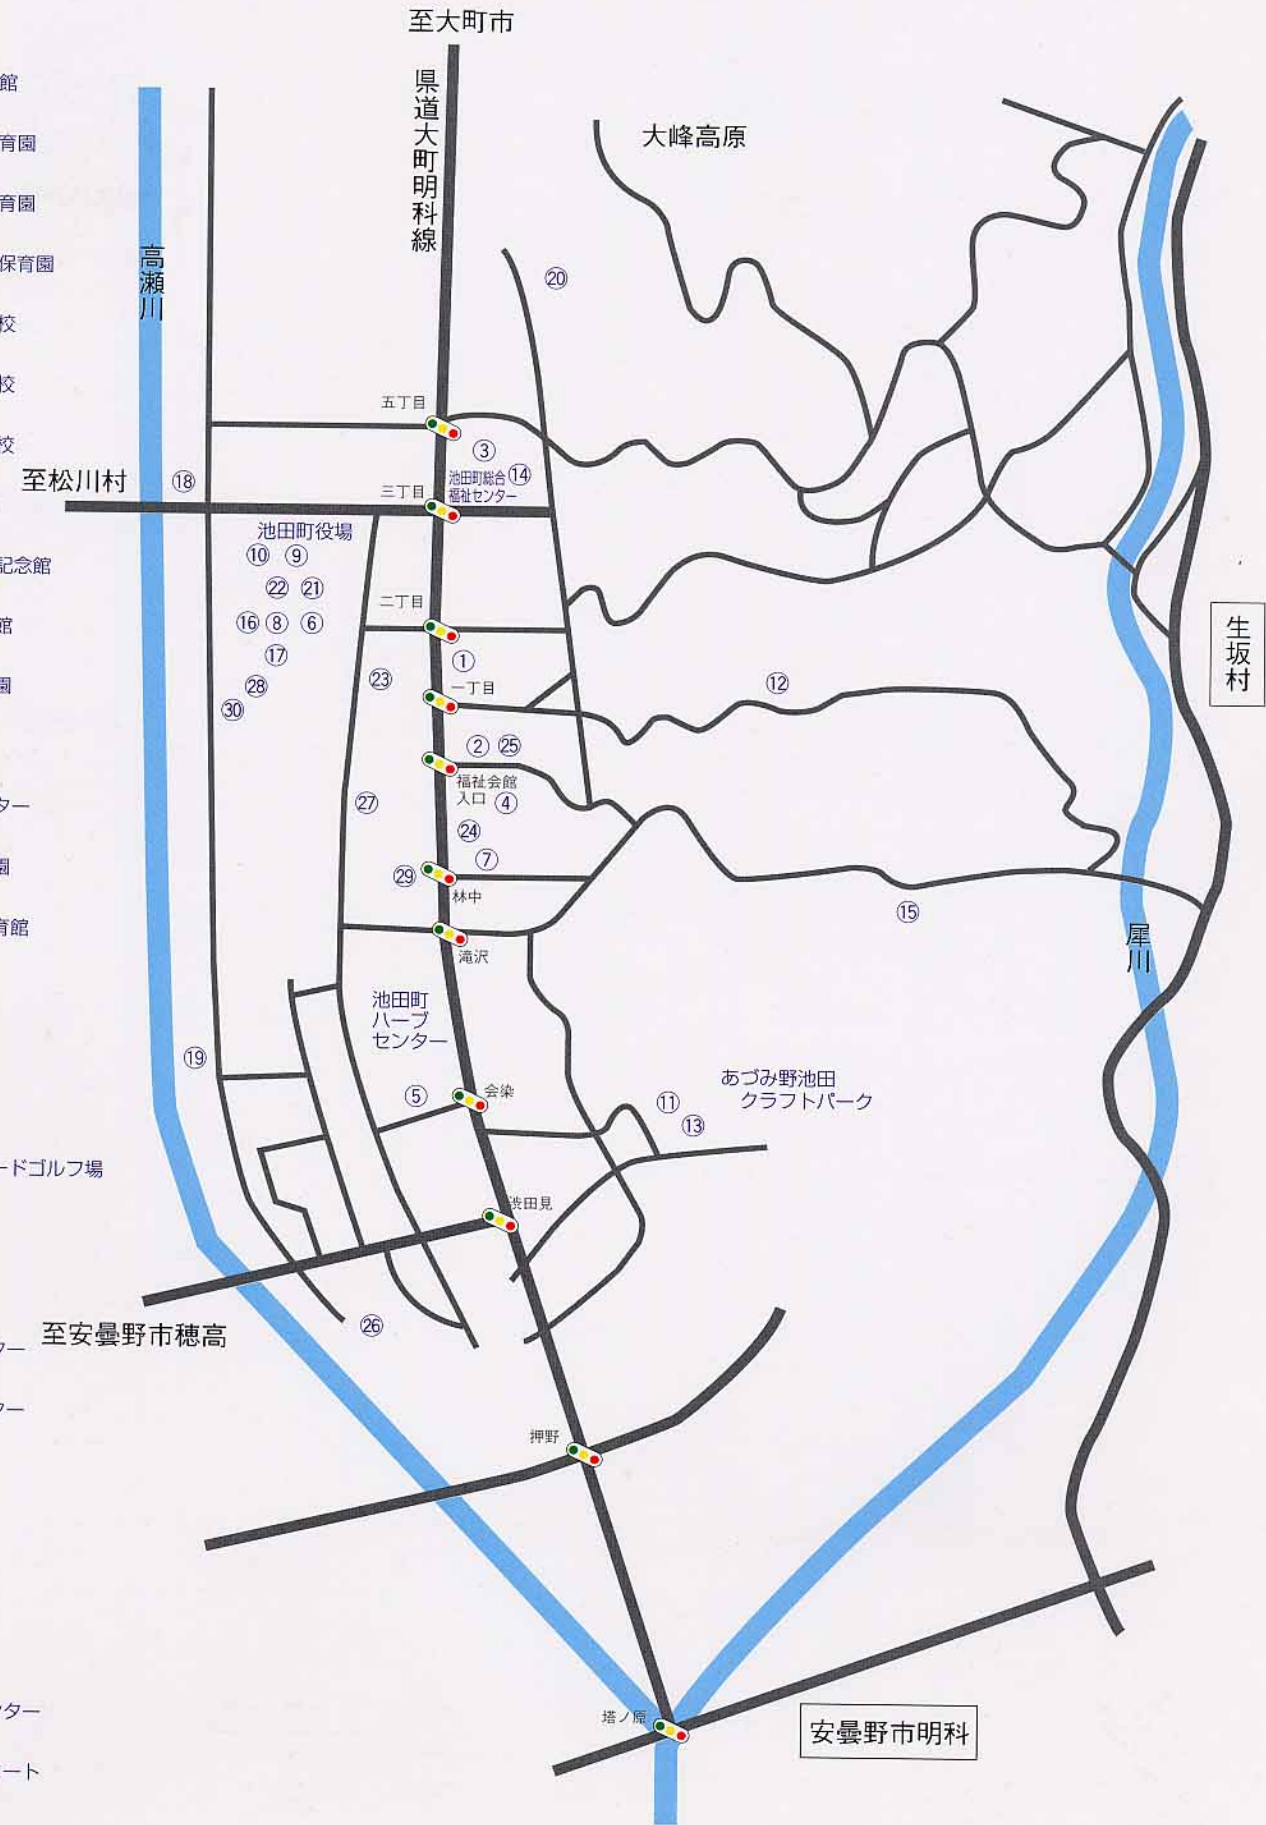 館
育園
育園
保育園
校
校
校
記念館
館
園
ター
園
育館
ードゴルフ場
ター
ター
ンター
ート
至大町市
県道大町明科線
大峰高原
高瀬川
⑳
五丁目
③
至松川村
⑱
三丁目
池田町総合
福祉センター
⑭
池田町役場
⑩ ⑨
㉒ ㉑
⑯ ⑧ ⑥
⑰
㉘
㉚
二丁目
①
㉓
一丁目
⑫
生坂村
② ㉕
福祉会館
入口
④
㉗
㉔
⑦
㉙
林中
⑮
滝沢
犀川
池田町
ハーブ
センター
⑲
⑤
会染
あづみ野池田
クラフトパーク
⑪
⑬
渋田見
至安曇野市穂高
㉖
押野
塔ノ原
安曇野市明科